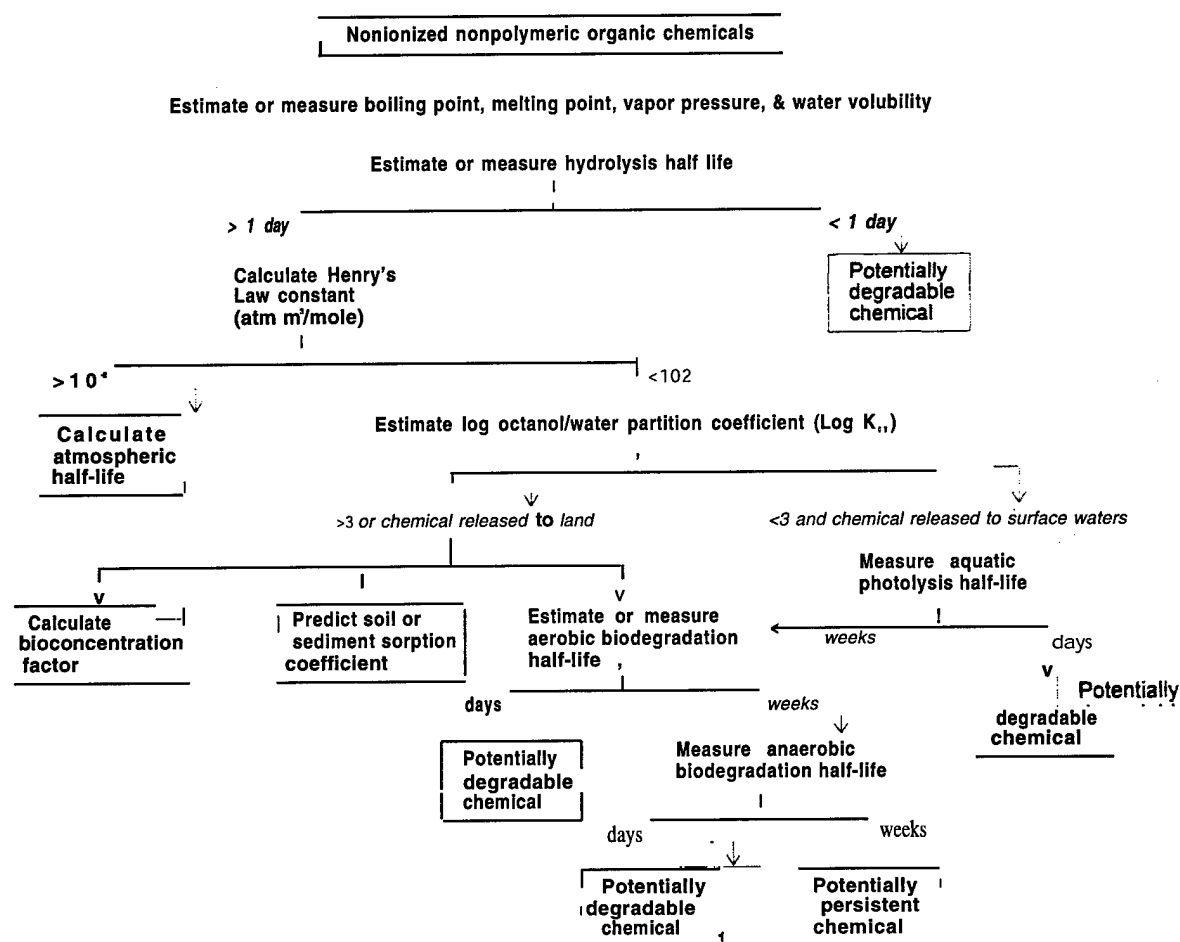 Nonionized nonpolymeric organic chemicals
Estimate or measure boiling point, melting point, vapor pressure, & water volubility
Estimate or measure hydrolysis half life
> 1 day
< 1 day
Calculate Henry's
Law constant
(atm m³/mole)
Potentially
degradable
chemical
>10⁴
<102
Calculate
atmospheric
half-life
Estimate log octanol/water partition coefficient (Log K,,)
>3 or chemical released to land
<3 and chemical released to surface waters
Measure aquatic
photolysis half-life
Calculate
bioconcentration
factor
Predict soil or
sediment sorption
coefficient
Estimate or measure
aerobic biodegradation
half-life
weeks
days
Potentially
degradable
chemical
days
weeks
Potentially
degradable
chemical
Measure anaerobic
biodegradation half-life
days
weeks
Potentially
degradable
chemical
Potentially
persistent
chemical